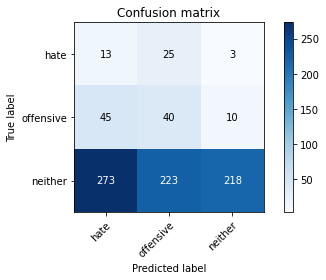 Confusion matrix
True label
hate 13 25 3
offensive 45 40 10
neither 273 223 218
hate offensive neither
Predicted label
250
200
150
100
50